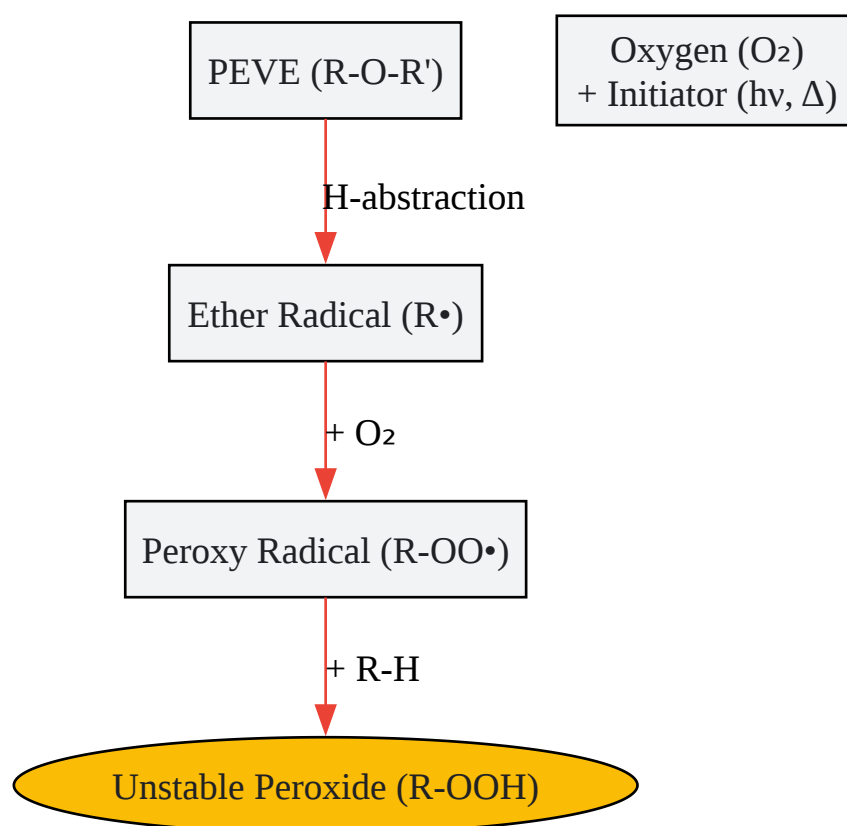 PEVE (R-O-R')
Oxygen (O₂)
+ Initiator (hν, Δ)
H-abstraction
Ether Radical (R•)
+ O₂
Peroxy Radical (R-OO•)
+ R-H
Unstable Peroxide (R-OOH)